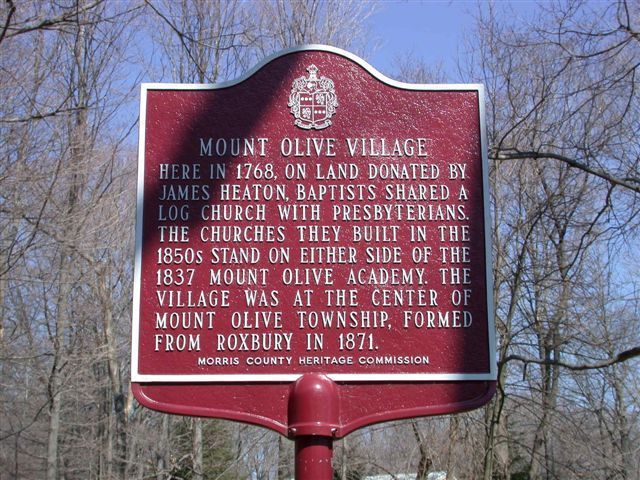 MOUNT OLIVE VILLAGE
HERE IN 1768, ON LAND DONATED BY
JAMES HEATON, BAPTISTS SHARED A
LOG CHURCH WITH PRESBYTERIANS.
THE CHURCHES THEY BUILT IN THE
1850S STAND ON EITHER SIDE OF THE
1837 MOUNT OLIVE ACADEMY. THE
VILLAGE WAS AT THE CENTER OF
MOUNT OLIVE TOWNSHIP, FORMED
FROM ROXBURY IN 1871.
MORRIS COUNTY HERITAGE COMMISSION